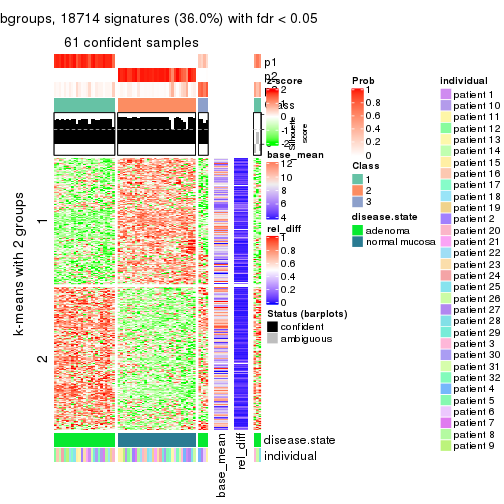 bgroups, 18714 signatures (36.0%) with fdr < 0.05
61 confident samples
p1
p2
z-score
2
1
0
-1
-2
Silhouette
score
base_mean
12
10
8
6
4
rel_diff
1
0.8
0.6
0.4
0.2
0
Status (barplots)
confident
ambiguous
Prob
1
0.8
0.6
0.4
0.2
0
Class
1
2
3
disease.state
adenoma
normal mucosa
individual
patient 1
patient 10
patient 11
patient 12
patient 13
patient 14
patient 15
patient 16
patient 17
patient 18
patient 19
patient 2
patient 20
patient 21
patient 22
patient 23
patient 24
patient 25
patient 26
patient 27
patient 28
patient 29
patient 3
patient 30
patient 31
patient 32
patient 4
patient 5
patient 6
patient 7
patient 8
patient 9
k-means with 2 groups
1
2
disease.state
individual
base_mean
rel_diff